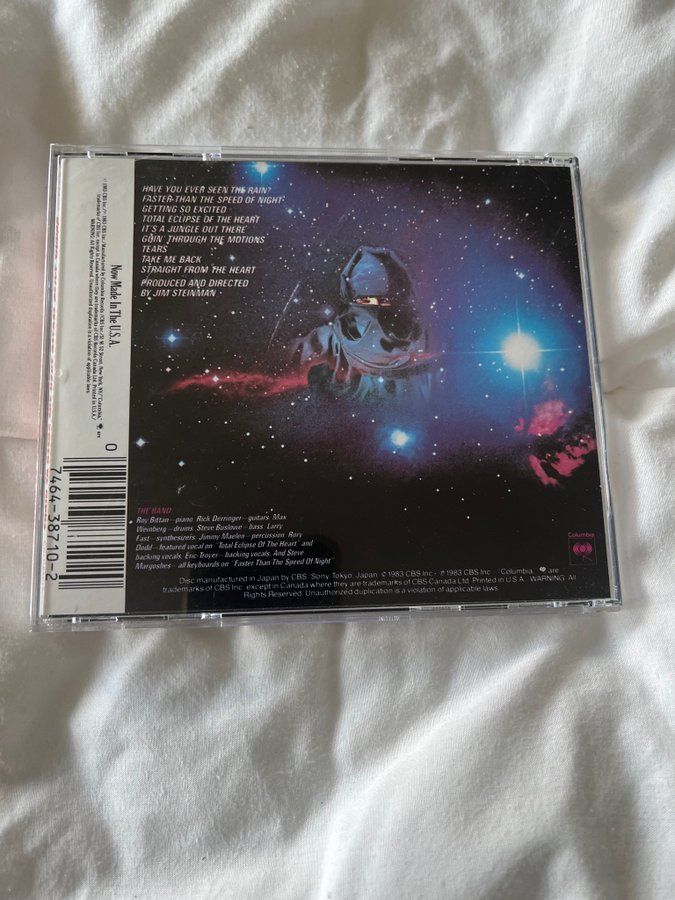 HAVE YOU EVER SEEN THE RAIN?
FASTER THAN THE SPEED OF NIGHT
GETTING SO EXCITED
TOTAL ECLIPSE OF THE HEART
IT'S A JUNGLE OUT THERE
GOIN' THROUGH THE MOTIONS
TEARS
TAKE ME BACK
STRAIGHT FROM THE HEART
PRODUCED AND DIRECTED
BY JIM STEINMAN
Now Made In The U.S.A.
0
7464-38710-2
THE BAND
Roy Bittan—piano. Rick Derringer—guitars. Max
Weinberg—drums. Steve Buslowe—bass. Larry
Fast—synthesizers. Jimmy Maelen—percussion. Rory
Dodd—featured vocal on "Total Eclipse Of The Heart" and
backing vocals. Eric Troyer—backing vocals. And Steve
Margoshes—all keyboards on "Faster Than The Speed Of Night"
Columbia
Disc manufactured in Japan by CBS Sony, Tokyo, Japan. © 1983 CBS Inc. ℗ 1983 CBS Inc. "Columbia," are
trademarks of CBS Inc. except in Canada where they are trademarks of CBS Canada Ltd. Printed in U.S.A. WARNING: All
Rights Reserved. Unauthorized duplication is a violation of applicable laws.